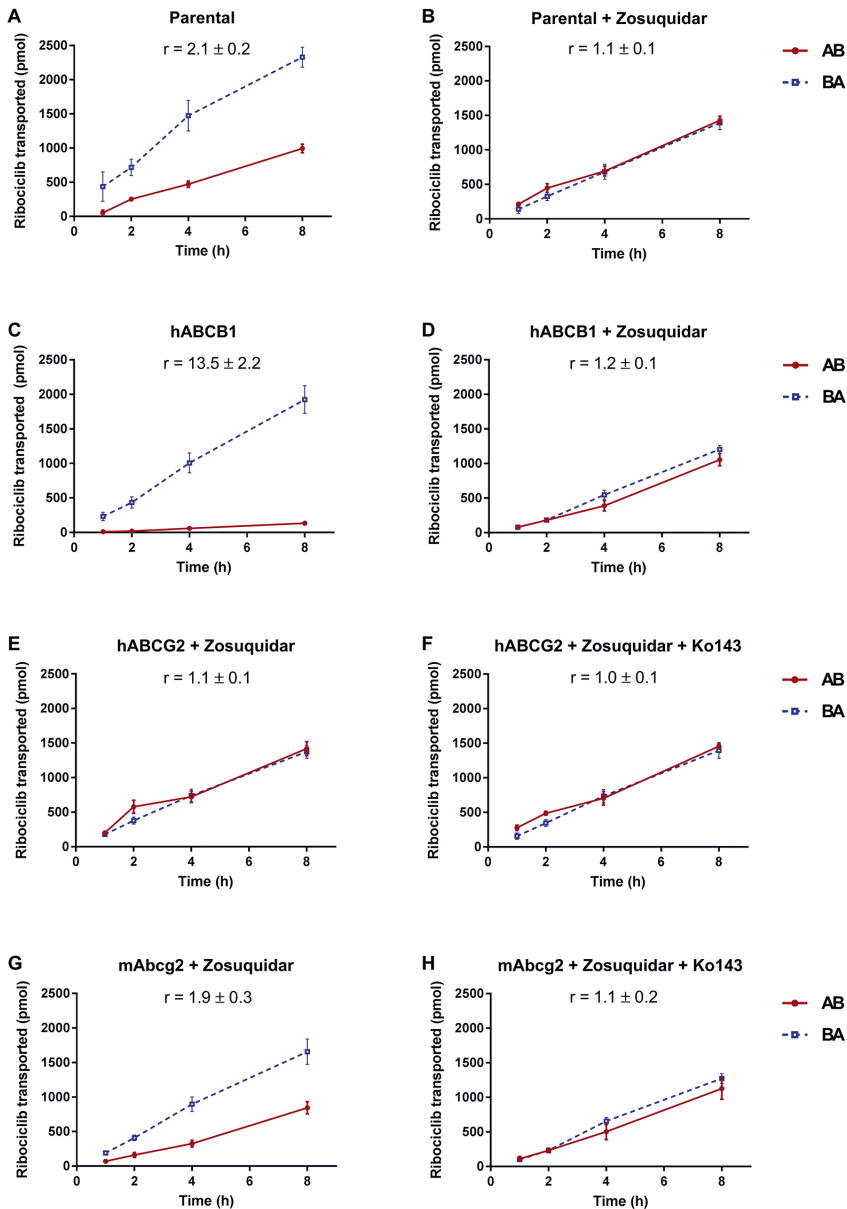 A
Parental
r = 2.1 ± 0.2
Ribociclib transported (pmol)
2500
2000
1500
1000
500
0
0 2 4 6 8
Time (h)
B
Parental + Zosuquidar
r = 1.1 ± 0.1
Ribociclib transported (pmol)
2500
2000
1500
1000
500
0
0 2 4 6 8
Time (h)
AB
BA
C
hABCB1
r = 13.5 ± 2.2
Ribociclib transported (pmol)
2500
2000
1500
1000
500
0
0 2 4 6 8
Time (h)
D
hABCB1 + Zosuquidar
r = 1.2 ± 0.1
Ribociclib transported (pmol)
2500
2000
1500
1000
500
0
0 2 4 6 8
Time (h)
AB
BA
E
hABCG2 + Zosuquidar
r = 1.1 ± 0.1
Ribociclib transported (pmol)
2500
2000
1500
1000
500
0
0 2 4 6 8
Time (h)
F
hABCG2 + Zosuquidar + Ko143
r = 1.0 ± 0.1
Ribociclib transported (pmol)
2500
2000
1500
1000
500
0
0 2 4 6 8
Time (h)
AB
BA
G
mAbcg2 + Zosuquidar
r = 1.9 ± 0.3
Ribociclib transported (pmol)
2500
2000
1500
1000
500
0
0 2 4 6 8
Time (h)
H
mAbcg2 + Zosuquidar + Ko143
r = 1.1 ± 0.2
Ribociclib transported (pmol)
2500
2000
1500
1000
500
0
0 2 4 6 8
Time (h)
AB
BA